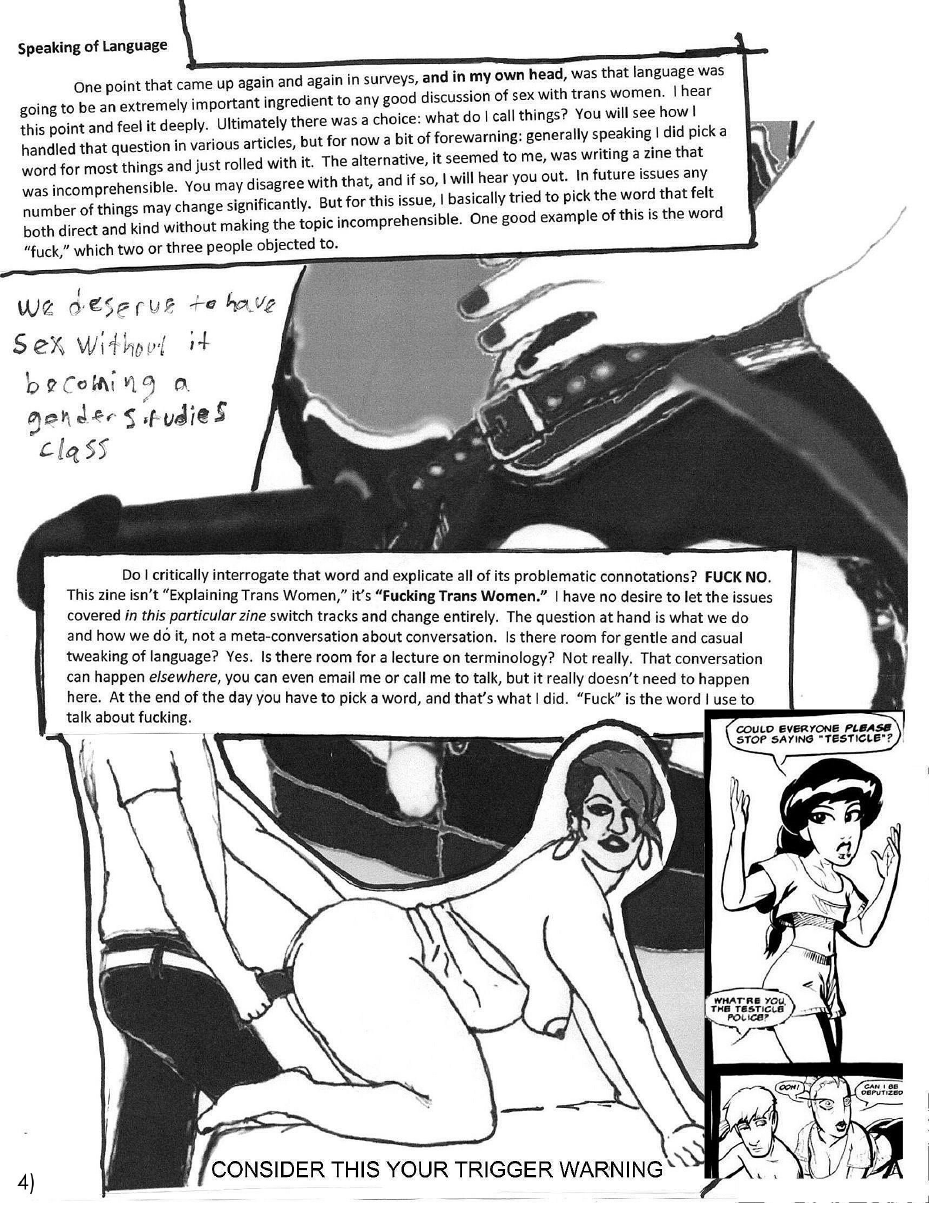 Speaking of Language
One point that came up again and again in surveys, and in my own head, was that language was
going to be an extremely important ingredient to any good discussion of sex with trans women.  I hear
this point and feel it deeply.  Ultimately there was a choice: what do I call things?  You will see how I
handled that question in various articles, but for now a bit of forewarning: generally speaking I did pick a
word for most things and just rolled with it.  The alternative, it seemed to me, was writing a zine that
was incomprehensible.  You may disagree with that, and if so, I will hear you out.  In future issues any
number of things may change significantly.  But for this issue, I basically tried to pick the word that felt
both direct and kind without making the topic incomprehensible.  One good example of this is the word
“fuck,” which two or three people objected to.
We deserve to have
sex without it
becoming a
gender studies
class
Do I critically interrogate that word and explicate all of its problematic connotations?  FUCK NO.
This zine isn’t “Explaining Trans Women,” it’s “Fucking Trans Women.”  I have no desire to let the issues
covered in this particular zine switch tracks and change entirely.  The question at hand is what we do
and how we do it, not a meta-conversation about conversation.  Is there room for gentle and casual
tweaking of language?  Yes.  Is there room for a lecture on terminology?  Not really.  That conversation
can happen elsewhere, you can even email me or call me to talk, but it really doesn’t need to happen
here.  At the end of the day you have to pick a word, and that’s what I did.  “Fuck” is the word I use to
talk about fucking.
COULD EVERYONE PLEASE
STOP SAYING "TESTICLE"?
WHAT'RE YOU,
THE TESTICLE
POLICE?
OOH!
CAN I BE
DEPUTIZED
CONSIDER THIS YOUR TRIGGER WARNING
4)